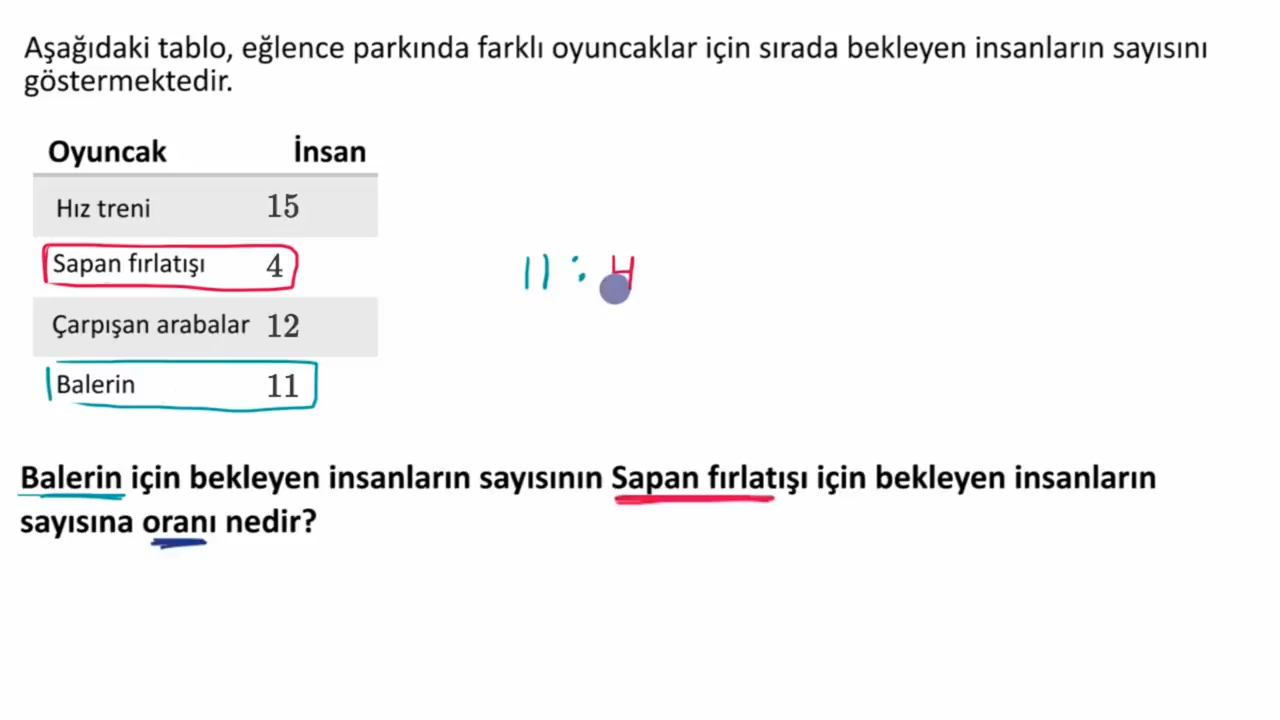 Aşağıdaki tablo, eğlence parkında farklı oyuncaklar için sırada bekleyen insanların sayısını
göstermektedir.
Oyuncak İnsan
Hız treni 15
Sapan fırlatışı 4
11 : 4
Çarpışan arabalar 12
Balerin 11
Balerin için bekleyen insanların sayısının Sapan fırlatışı için bekleyen insanların
sayısına oranı nedir?